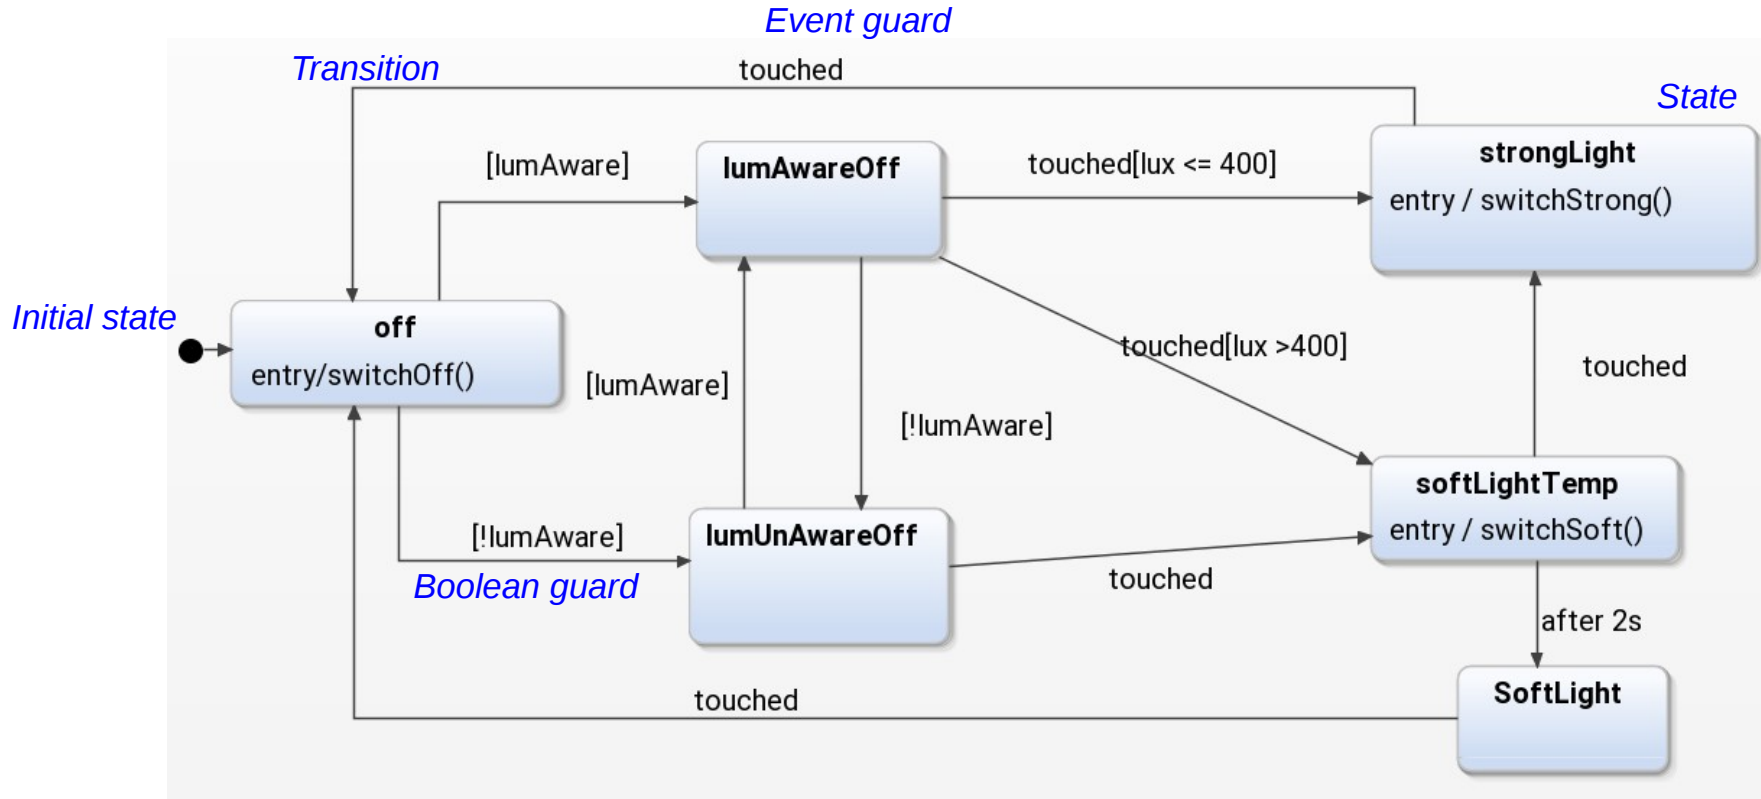 Event guard
Transition
touched
State
[lumAware]
lumAwareOff
touched[lux <= 400]
strongLight
entry / switchStrong()
Initial state
off
entry/switchOff()
[lumAware]
touched[lux >400]
touched
[!lumAware]
softLightTemp
entry / switchSoft()
[!lumAware]
lumUnAwareOff
Boolean guard
touched
after 2s
touched
SoftLight